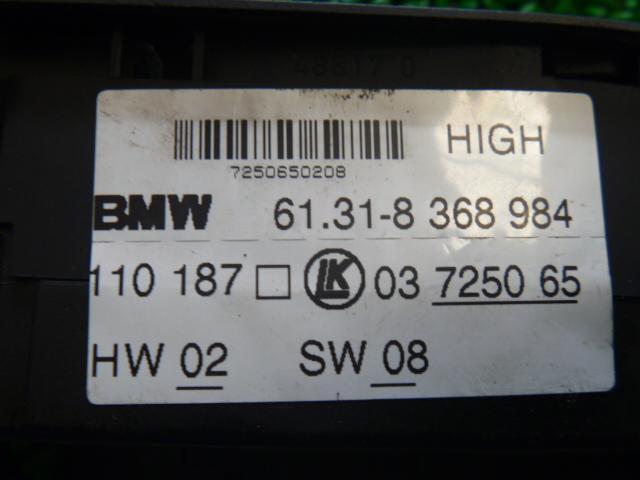 HIGH
7250650208
BMW 61.31-8 368 984
110 187 □ LK 03 7250 65
HW 02 SW 08